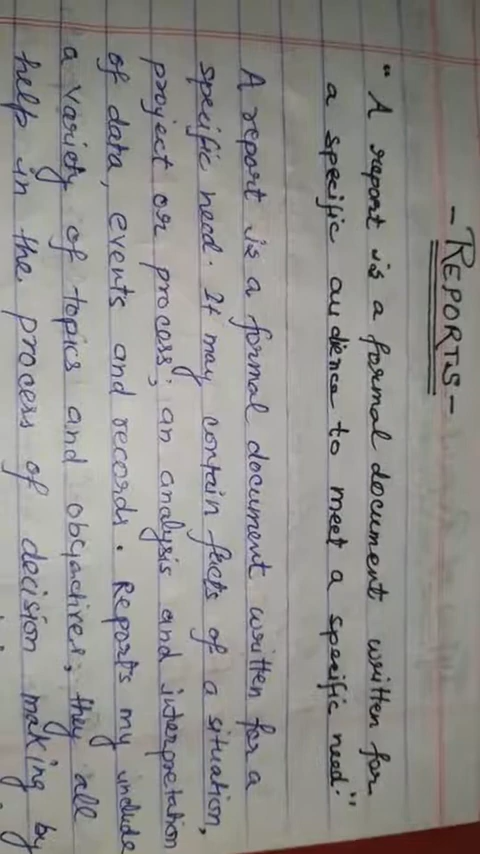 - REPORTS -
" A report is a formal document written for
a specific audence to meet a specific need."
A report is a formal document written for a
specific need. It may contain facts of a situation,
project or process; an analysis and interpretation
of data, events and records. Reports my include
a variety of topics and objectives, they all
help in the process of decision making by